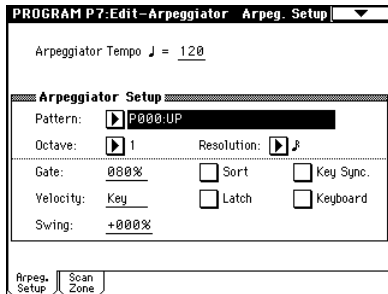 PROGRAM P7:Edit-Arpeggiator Arpeg. Setup
Arpeggiator Tempo ♩ = 120
Arpeggiator Setup
Pattern: P000:UP
Octave: 1 Resolution: ♪
Gate: 080% Sort Key Sync.
Velocity: Key Latch Keyboard
Swing: +000%
Arpeg. Setup Scan Zone